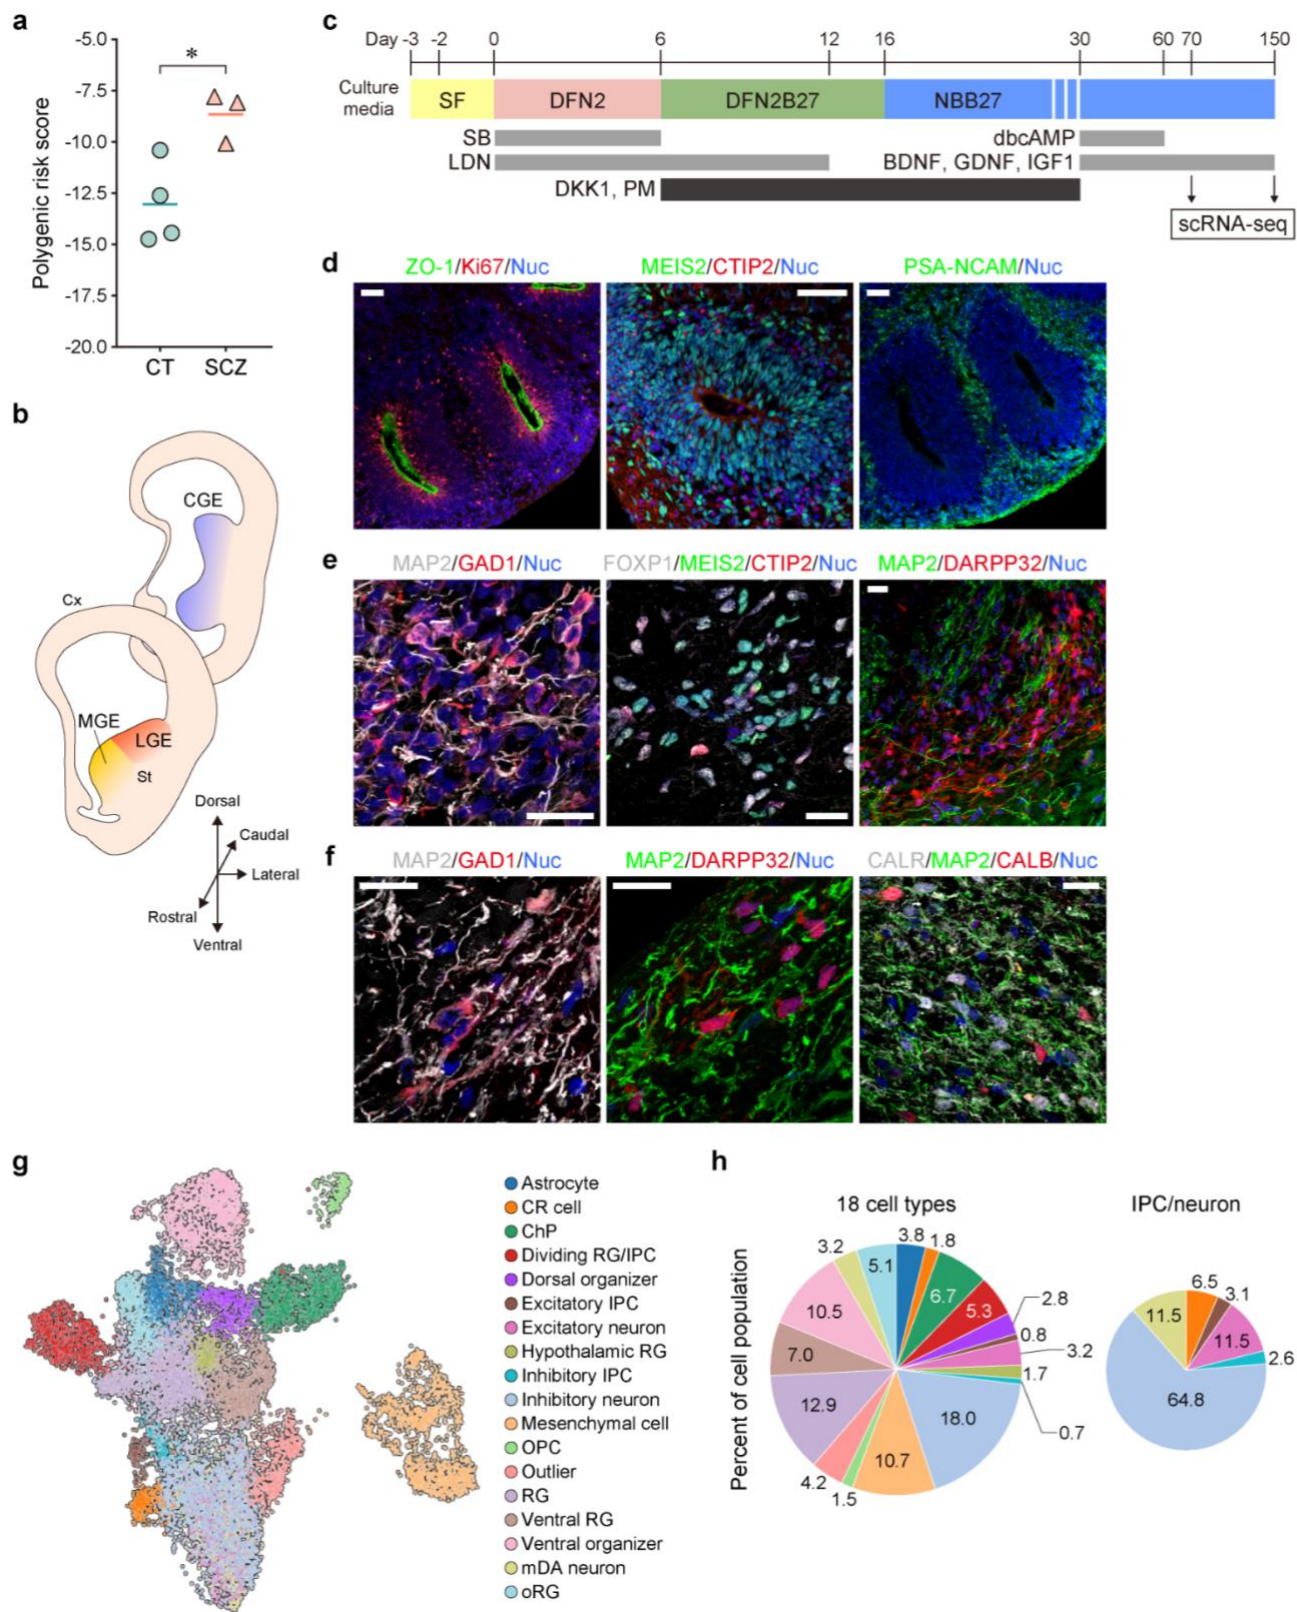 a
-5.0
-7.5
-10.0
-12.5
-15.0
-17.5
-20.0
Polygenic risk score
*
CT SCZ
b
CGE
Cx
MGE
LGE
St
Dorsal
Caudal
Lateral
Rostral
Ventral
c
Day -3 -2 0 6 12 16 30 60 70 150
Culture media
SF DFN2 DFN2B27 NBB27
SB
dbcAMP
LDN
BDNF, GDNF, IGF1
DKK1, PM
scRNA-seq
d
ZO-1/Ki67/Nuc
MEIS2/CTIP2/Nuc
PSA-NCAM/Nuc
e
MAP2/GAD1/Nuc
FOXP1/MEIS2/CTIP2/Nuc
MAP2/DARPP32/Nuc
f
MAP2/GAD1/Nuc
MAP2/DARPP32/Nuc
CALR/MAP2/CALB/Nuc
g
Astrocyte
CR cell
ChP
Dividing RG/IPC
Dorsal organizer
Excitatory IPC
Excitatory neuron
Hypothalamic RG
Inhibitory IPC
Inhibitory neuron
Mesenchymal cell
OPC
Outlier
RG
Ventral RG
Ventral organizer
mDA neuron
oRG
h
Percent of cell population
18 cell types
3.8
1.8
6.7
5.3
2.8
0.8
3.2
1.7
0.7
18.0
10.7
1.5
4.2
12.9
7.0
10.5
3.2
5.1
IPC/neuron
6.5
3.1
11.5
2.6
64.8
11.5